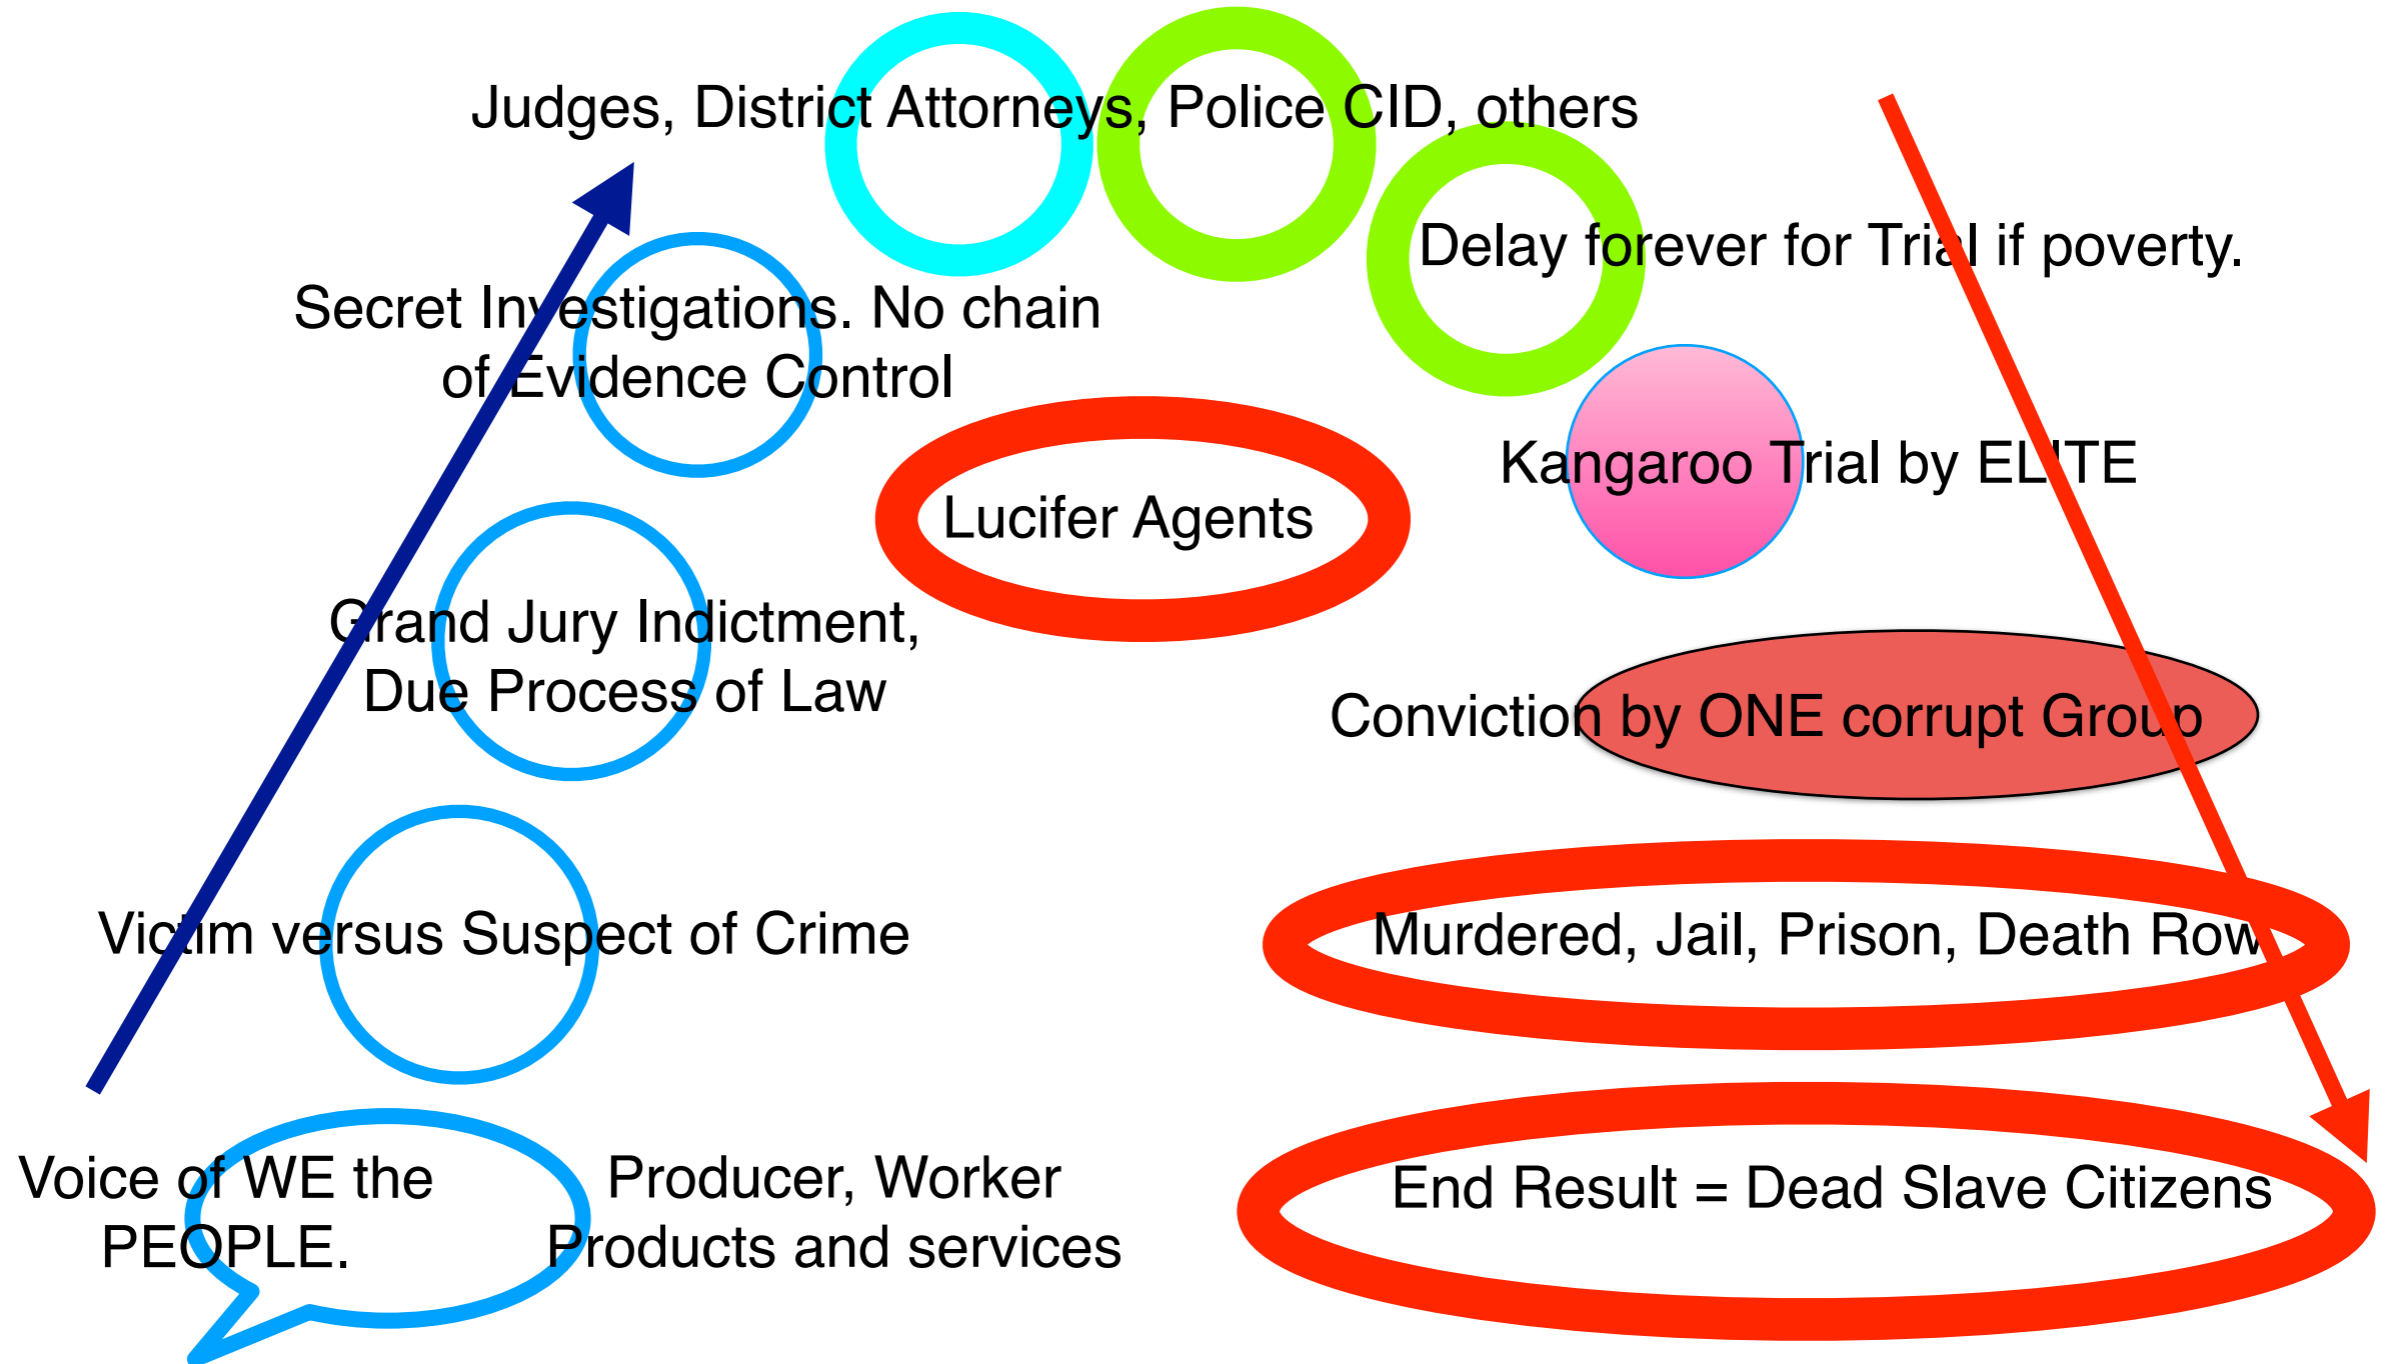 Judges, District Attorneys, Police CID, others
Delay forever for Trial if poverty.
Secret Investigations. No chain
of Evidence Control
Kangaroo Trial by ELITE
Lucifer Agents
Grand Jury Indictment,
Due Process of Law
Conviction by ONE corrupt Group
Victim versus Suspect of Crime
Murdered, Jail, Prison, Death Row
Voice of WE the
PEOPLE.
Producer, Worker
Products and services
End Result = Dead Slave Citizens